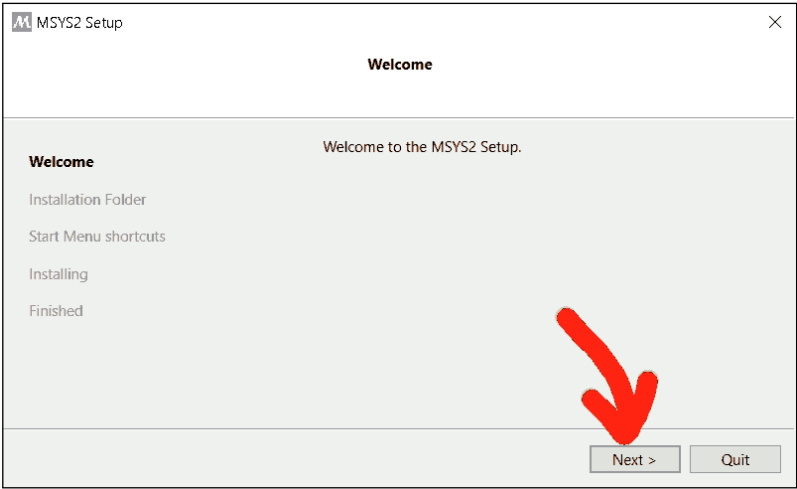 MSYS2 Setup
Welcome
Welcome to the MSYS2 Setup.
Welcome
Installation Folder
Start Menu shortcuts
Installing
Finished
Next >
Quit